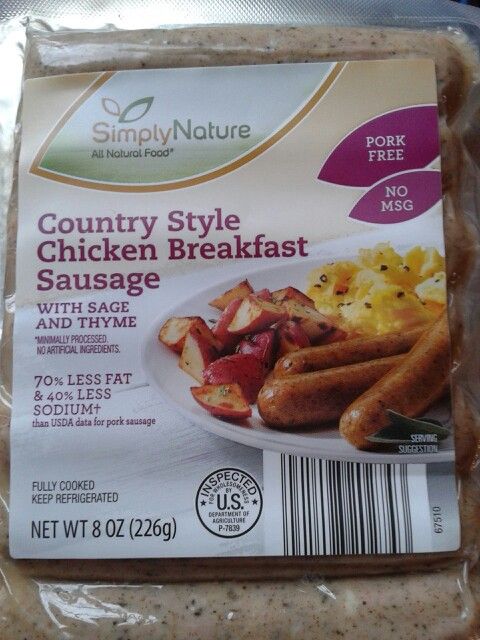 SimplyNature
All Natural Food*
PORK
FREE
NO
MSG
Country Style
Chicken Breakfast
Sausage
WITH SAGE
AND THYME
*MINIMALLY PROCESSED.
NO ARTIFICIAL INGREDIENTS.
70% LESS FAT
& 40% LESS
SODIUM†
than USDA data for pork sausage
SERVING
SUGGESTION
FULLY COOKED
KEEP REFRIGERATED
NET WT 8 OZ (226g)
INSPECTED
FOR WHOLESOMENESS
BY
U.S.
DEPARTMENT OF
AGRICULTURE
P-7839
67510